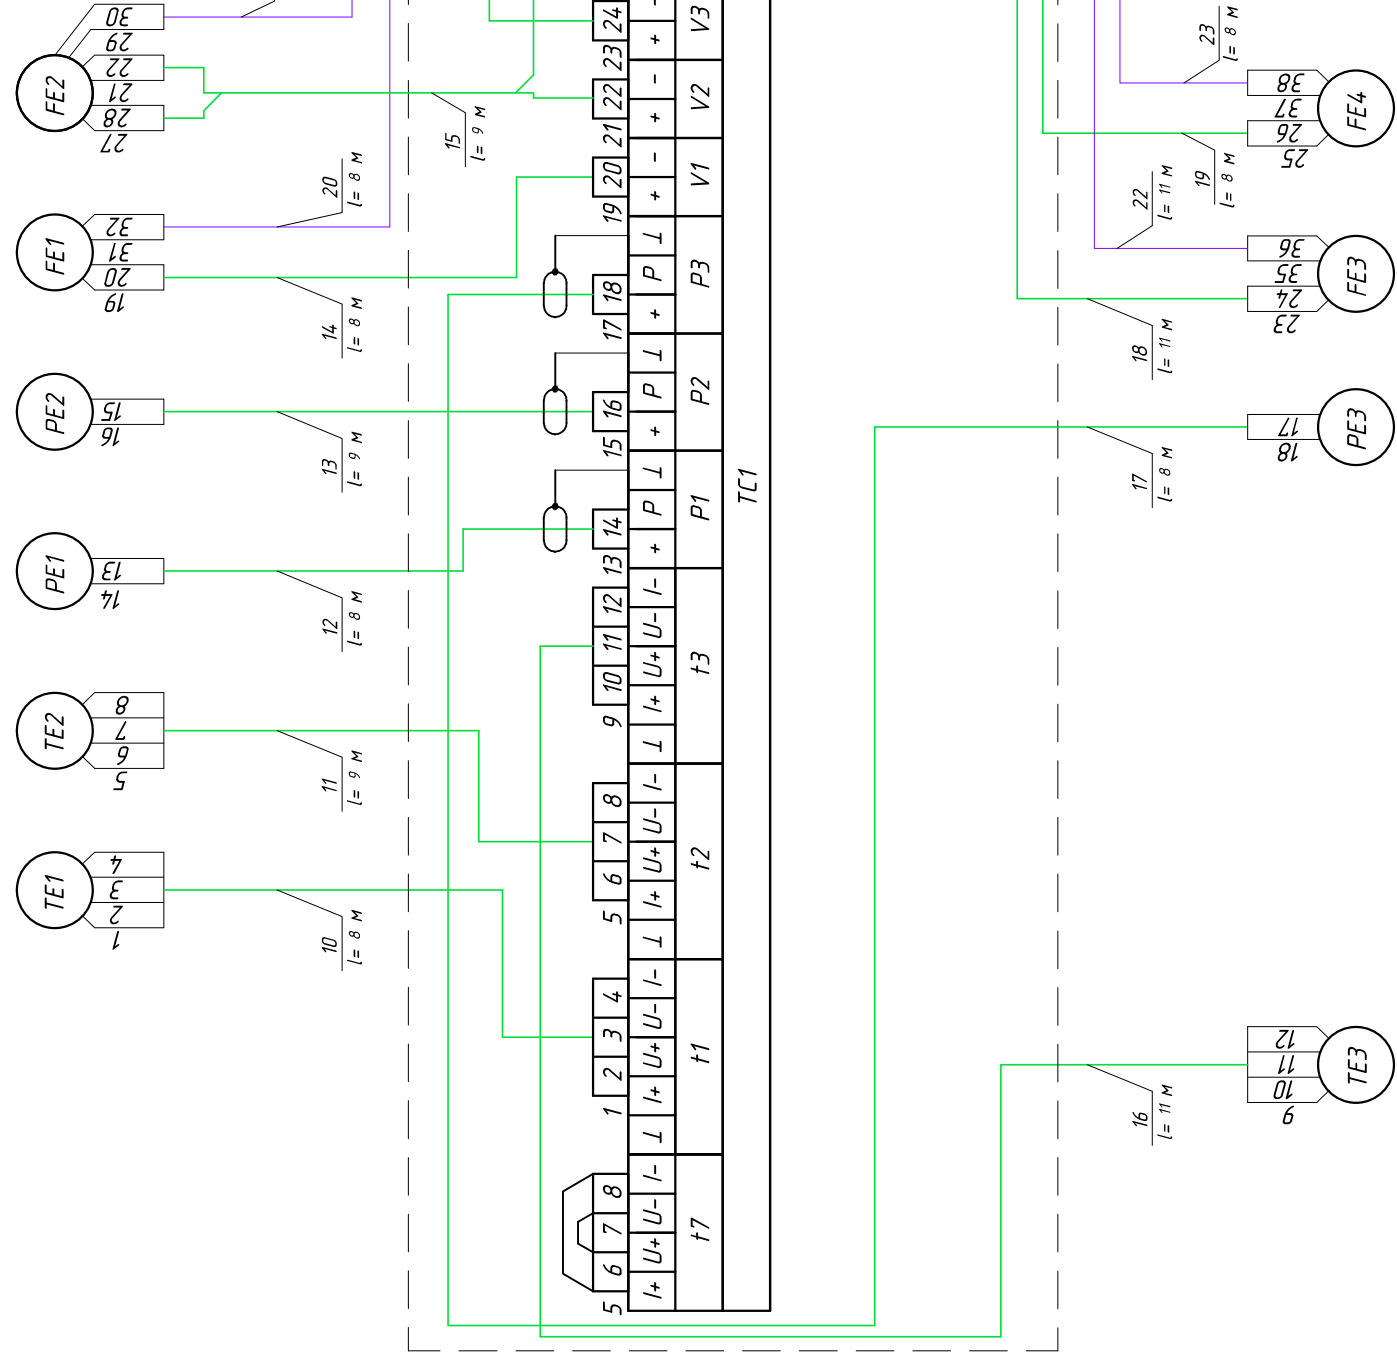 FE2
30
29
22
21
28
27
FE1
32
31
20
19
PE2
15
16
PE1
13
14
TE2
8
7
6
5
TE1
4
3
2
1
15
l= 9 м
20
l= 8 м
14
l= 8 м
13
l= 9 м
12
l= 8 м
11
l= 9 м
10
l= 8 м
24
23
22
21
20
19
18
17
16
15
14
13
12
11
10
9
8
7
6
5
4
3
2
1
8
7
6
5
-
+
V3
-
+
V2
-
+
V1
⊥
P
+
P3
⊥
P
+
P2
⊥
P
+
P1
I-
U-
U+
I+
⊥
t3
I-
U-
U+
I+
⊥
t2
I-
U-
U+
I+
⊥
t1
I-
U-
U+
I+
t7
TC1
23
l= 8 м
19
l= 8 м
22
l= 11 м
18
l= 11 м
17
l= 8 м
16
l= 11 м
38
37
26
25
FE4
36
35
24
23
FE3
17
18
PE3
12
11
10
9
TE3